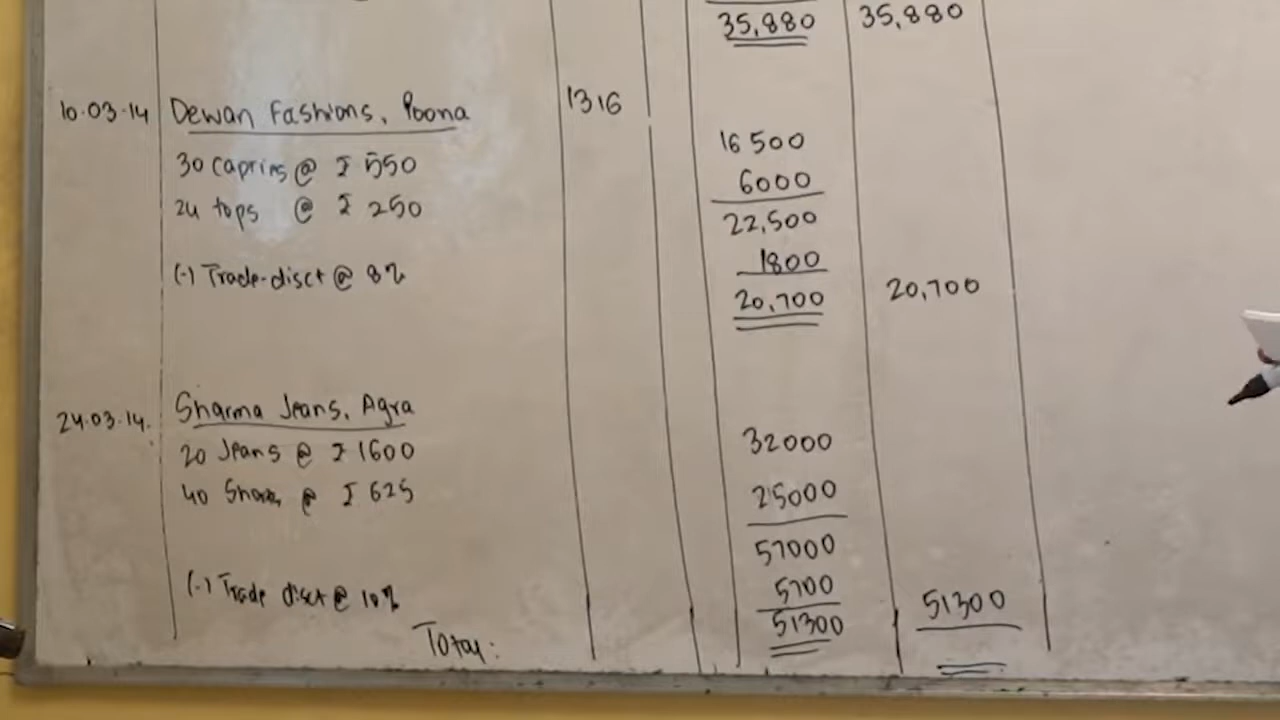 35,880 35,880
10.03.14 Dewan Fashions, Poona 1316
30 Capris @ ₹ 550 16500
24 tops @ ₹ 250 6000
22,500
(-) Trade-disct @ 8% 1800
20,700 20,700
24.03.14. Sharma Jeans, Agra
20 Jeans @ ₹ 1600 32000
40 @ ₹ 625 25000
57000
(-) Trade disct @ 10% 5700 51300
Total: 51300